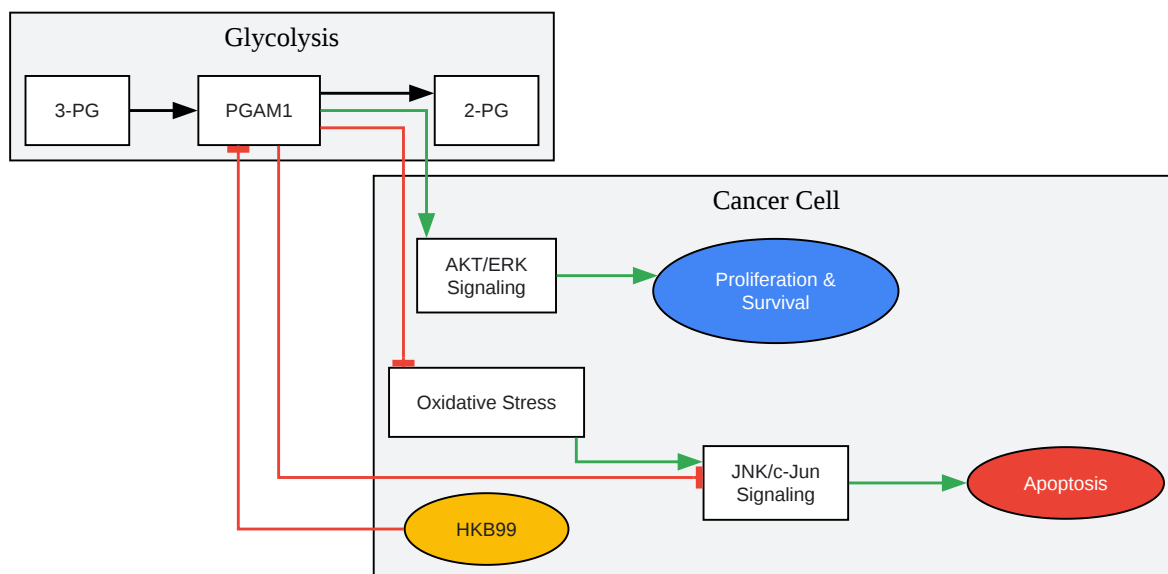 Glycolysis
3-PG
PGAM1
2-PG
Cancer Cell
AKT/ERK
Signaling
Proliferation &
Survival
Oxidative Stress
JNK/c-Jun
Signaling
Apoptosis
HKB99